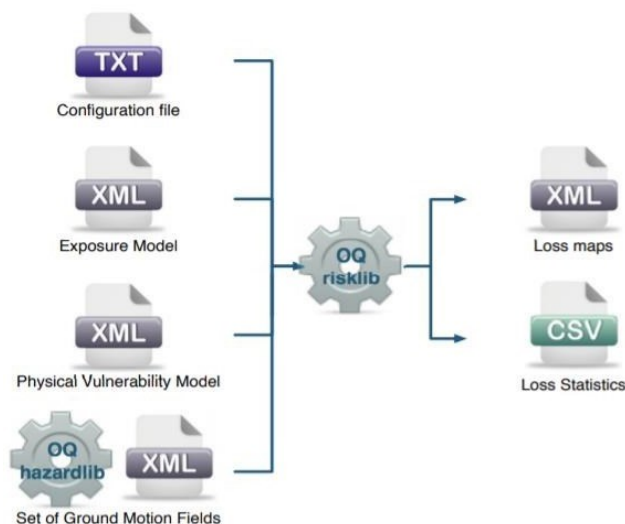 TXT
Configuration file
XML
Exposure Model
XML
Physical Vulnerability Model
OQ
hazardlib
XML
Set of Ground Motion Fields
OQ
risklib
XML
Loss maps
CSV
Loss Statistics